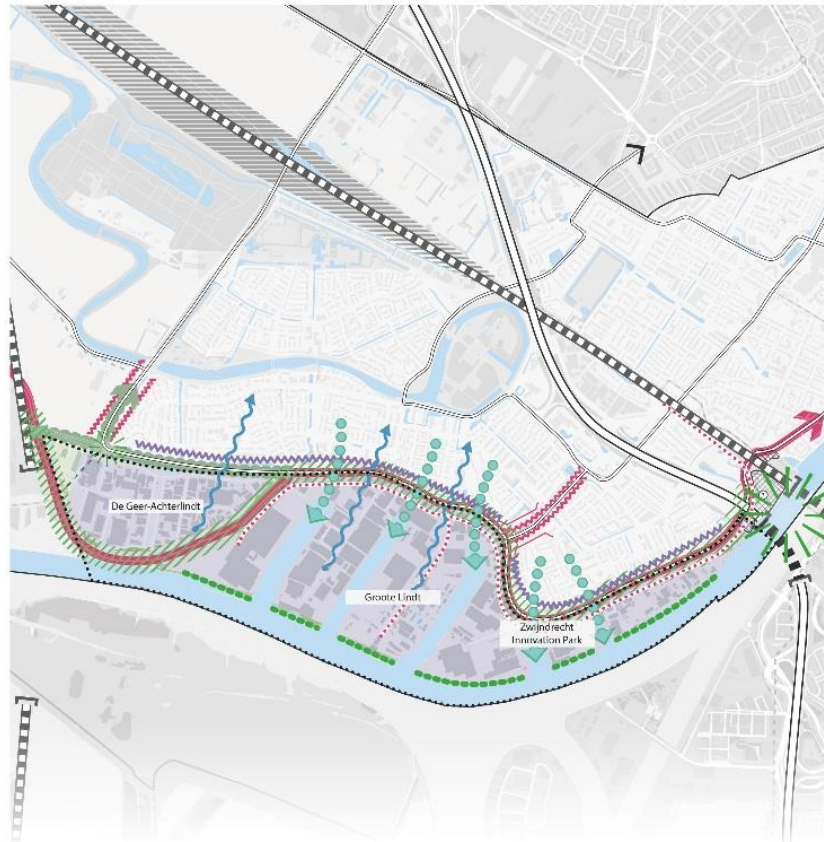 De Geer-Achterlindt
Groote Lindt
Zwijndrecht
Innovation Park